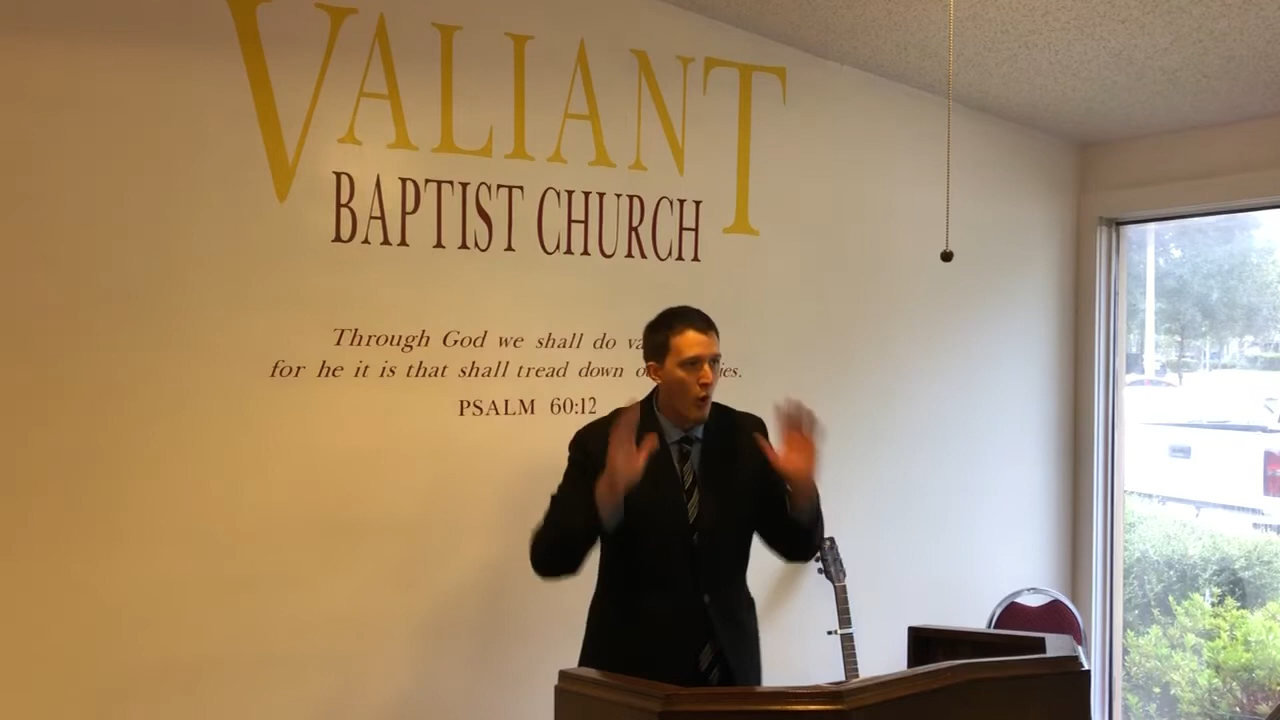 VALIANT
BAPTIST CHURCH
Through God we shall do
for he it is that shall tread down
PSALM 60:12